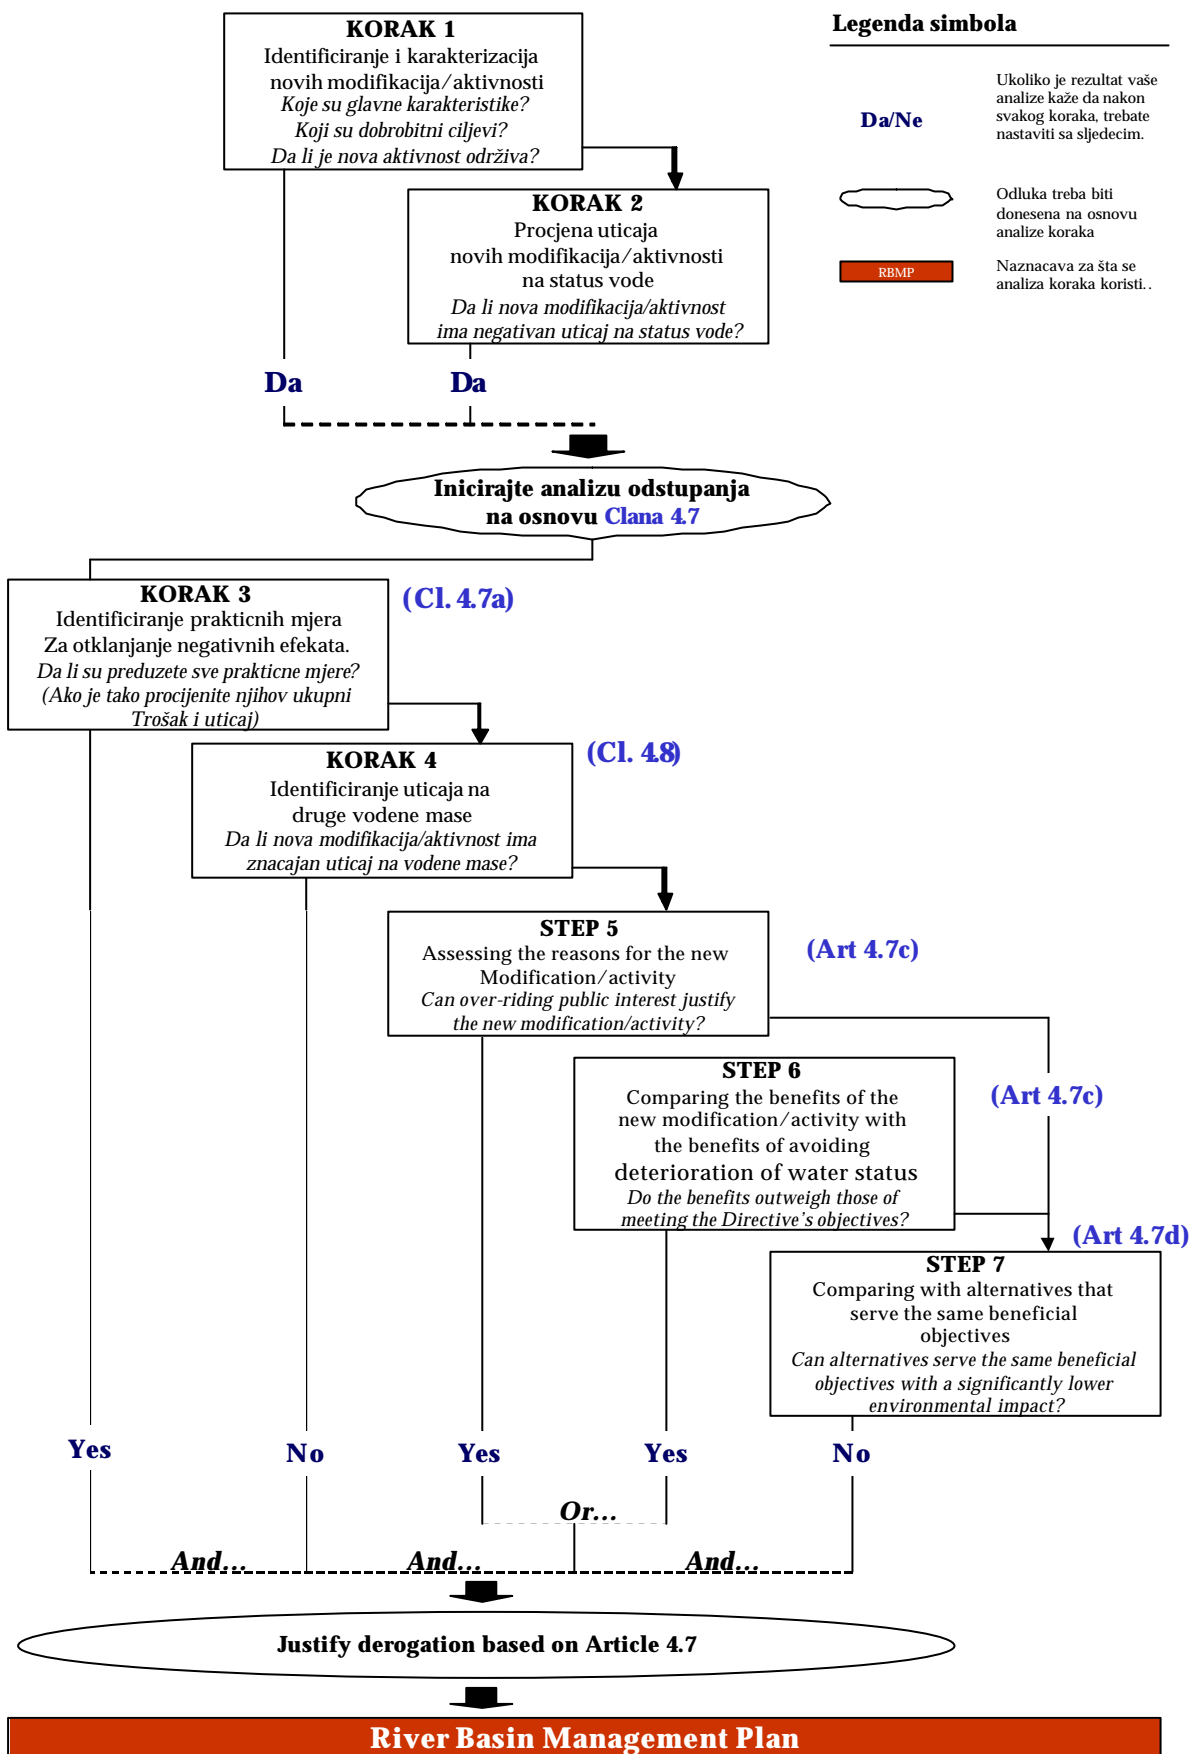 KORAK 1
Identificiranje i karakterizacija
novih modifikacija/aktivnosti
Koje su glavne karakteristike?
Koji su dobrobitni ciljevi?
Da li je nova aktivnost održiva?
Legenda simbola
Da/Ne
Ukoliko je rezultat vaše
analize kaže da nakon
svakog koraka, trebate
nastaviti sa sljedecim.
Odluka treba biti
donesena na osnovu
analize koraka
RBMP
Naznacava za šta se
analiza koraka koristi..
KORAK 2
Procjena uticaja
novih modifikacija/aktivnosti
na status vode
Da li nova modifikacija/aktivnost
ima negativan uticaj na status vode?
Da
Da
Inicirajte analizu odstupanja
na osnovu Clana 4.7
KORAK 3
Identificiranje prakticnih mjera
Za otklanjanje negativnih efekata.
Da li su preduzete sve prakticne mjere?
(Ako je tako procijenite njihov ukupni
Trošak i uticaj)
(Cl. 4.7a)
KORAK 4
Identificiranje uticaja na
druge vodene mase
Da li nova modifikacija/aktivnost ima
znacajan uticaj na vodene mase?
(Cl. 4.8)
STEP 5
Assessing the reasons for the new
Modification/activity
Can over-riding public interest justify
the new modification/activity?
(Art 4.7c)
STEP 6
Comparing the benefits of the
new modification/activity with
the benefits of avoiding
deterioration of water status
Do the benefits outweigh those of
meeting the Directive's objectives?
(Art 4.7c)
(Art 4.7d)
STEP 7
Comparing with alternatives that
serve the same beneficial
objectives
Can alternatives serve the same beneficial
objectives with a significantly lower
environmental impact?
Yes
No
Yes
Yes
No
Or...
And...
And...
And...
Justify derogation based on Article 4.7
River Basin Management Plan